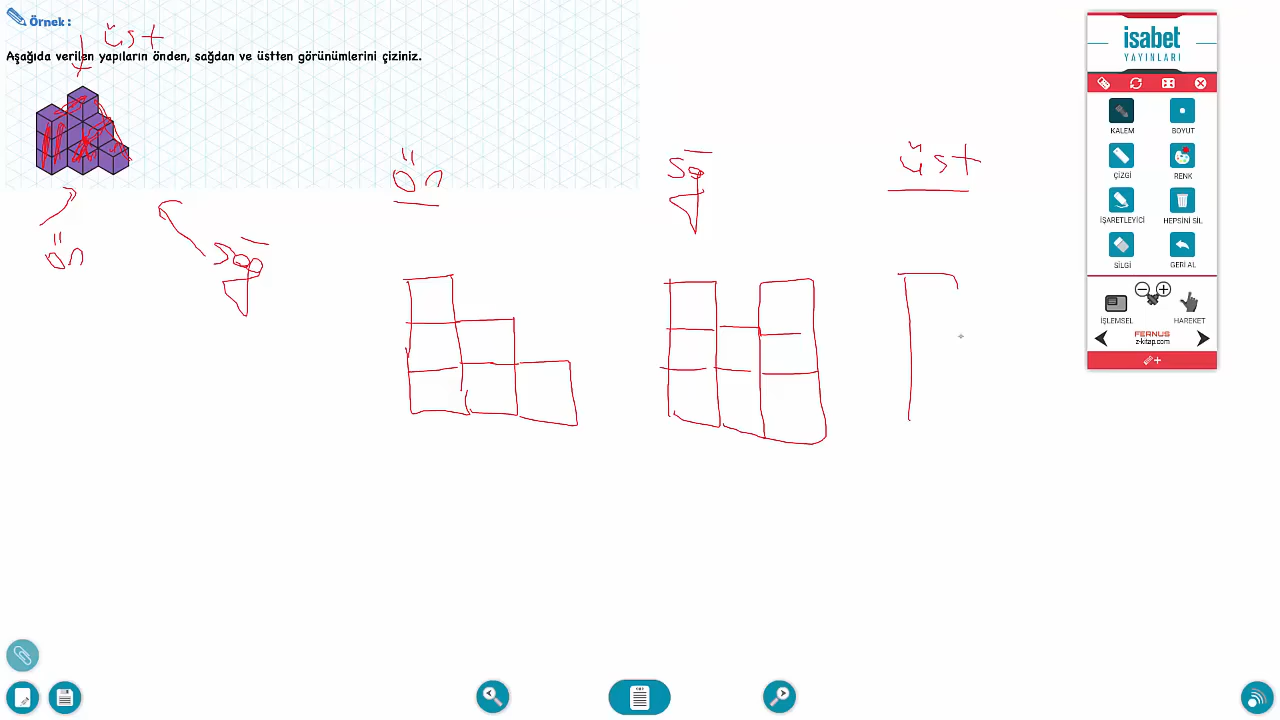 Örnek :
üst
Aşağıda verilen yapıların önden, sağdan ve üstten görünümlerini çiziniz.
ön
sağ
ön
sağ
üst
isabet
YAYINLARI
KALEM
BOYUT
ÇİZGİ
RENK
İŞARETLEYİCİ
HEPSİNİ SİL
SİLGİ
GERİ AL
İŞLEMSEL
HAREKET
FERNUS
z-kitap.com